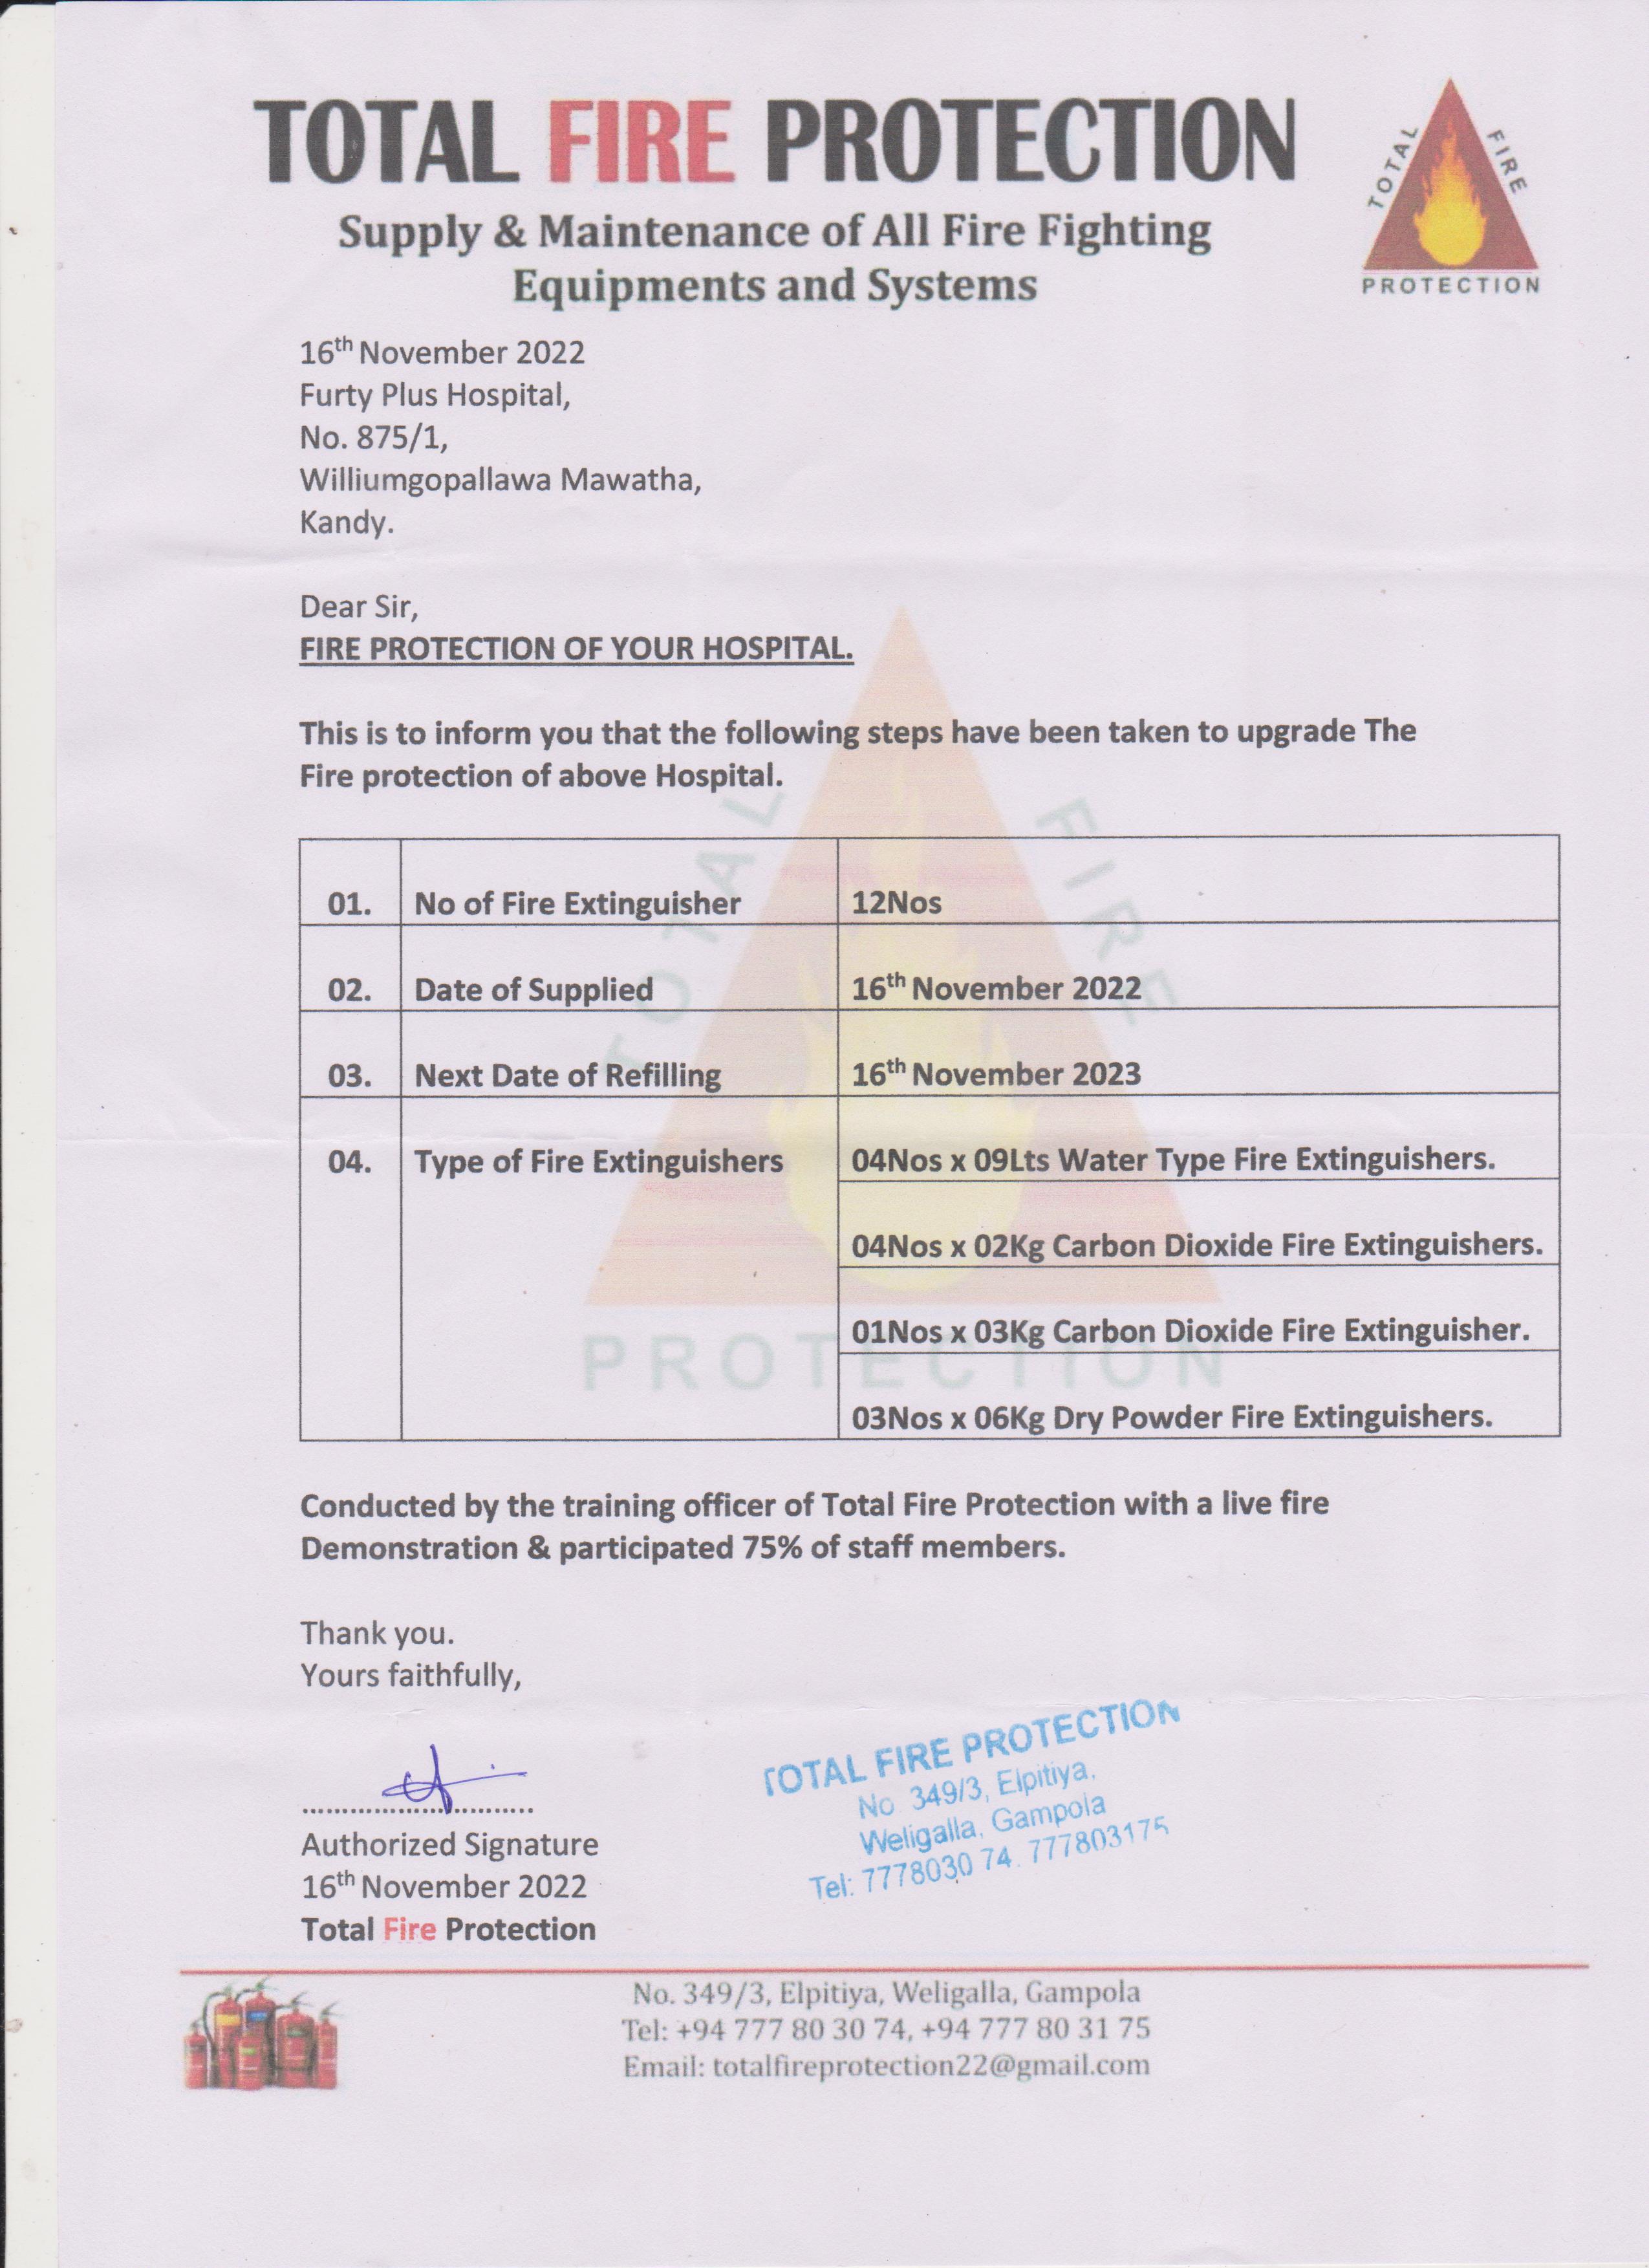 TOTAL FIRE PROTECTION
Supply & Maintenance of All Fire Fighting
Equipments and Systems
TOTAL FIRE
PROTECTION
16th November 2022
Furty Plus Hospital,
No. 875/1,
Williumgopallawa Mawatha,
Kandy.
Dear Sir,
FIRE PROTECTION OF YOUR HOSPITAL.
This is to inform you that the following steps have been taken to upgrade The
Fire protection of above Hospital.
01. No of Fire Extinguisher 12Nos
02. Date of Supplied 16th November 2022
03. Next Date of Refilling 16th November 2023
04. Type of Fire Extinguishers 04Nos x 09Lts Water Type Fire Extinguishers.
04Nos x 02Kg Carbon Dioxide Fire Extinguishers.
01Nos x 03Kg Carbon Dioxide Fire Extinguisher.
03Nos x 06Kg Dry Powder Fire Extinguishers.
TOTAL FIRE
PROTECTION
Conducted by the training officer of Total Fire Protection with a live fire
Demonstration & participated 75% of staff members.
Thank you.
Yours faithfully,
TOTAL FIRE PROTECTION
No 349/3, Elpitiya,
Weligalla, Gampola
Tel: 7778030 74. 777803175
Authorized Signature
16th November 2022
Total Fire Protection
No. 349/3, Elpitiya, Weligalla, Gampola
Tel: +94 777 80 30 74, +94 777 80 31 75
Email: totalfireprotection22@gmail.com